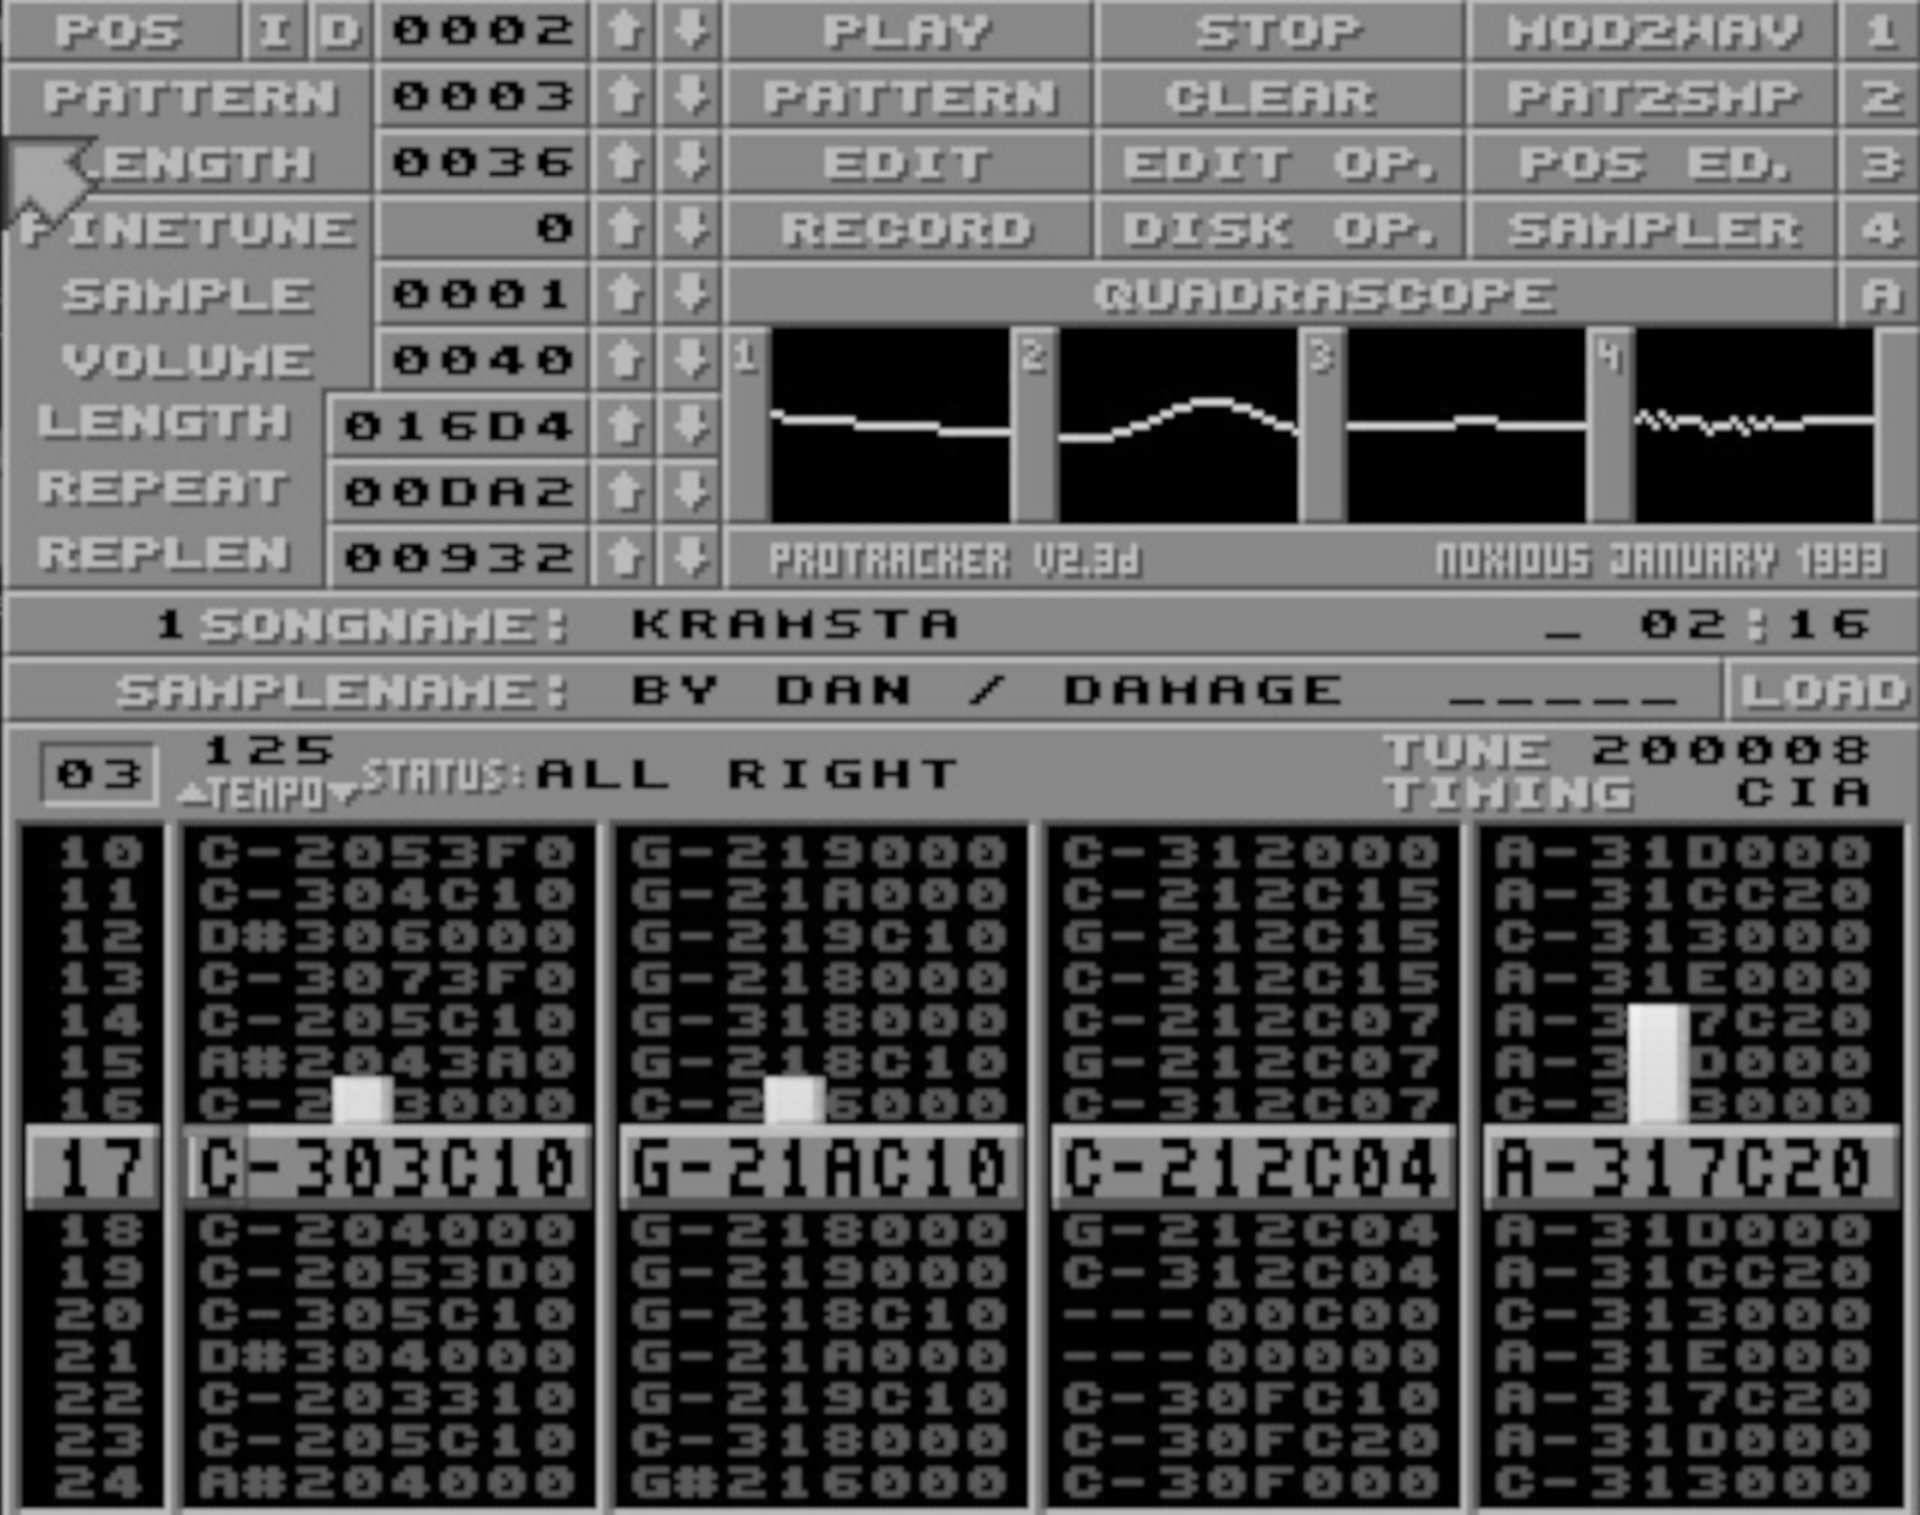 POS I D 0002 PLAY STOP MOD2WAV 1
PATTERN 0003 PATTERN CLEAR PAT2SMP 2
LENGTH 0036 EDIT EDIT OP. POS ED. 3
FINETUNE 0 RECORD DISK OP. SAMPLER 4
SAMPLE 0001 QUADRASCOPE A
VOLUME 0040 1 2 3 4
LENGTH 016D4
REPEAT 00DA2
REPLEN 00932 PROTRACKER V2.3d NOXIOUS JANUARY 1993
1 SONGNAME: KRAMSTA _ 02:16
SAMPLENAME: BY DAN / DAMAGE _____ LOAD
03 125 TEMPO STATUS: ALL RIGHT TUNE 200008
TIMING CIA
10 C-2053F0 G-219000 C-312000 A-31D000
11 C-304C10 G-21A000 C-212C15 A-31CC20
12 D#306000 G-219C10 G-212C15 C-313000
13 C-3073F0 G-218000 C-312C15 A-31E000
14 C-205C10 G-318000 C-212C07 A-3 7C20
15 A#2043A0 G-218C10 G-212C07 A-3 D000
16 C-2 3000 C-2 6000 C-312C07 C-3 3000
17 C-303C10 G-21AC10 C-212C04 A-317C20
18 C-204000 G-218000 G-212C04 A-31D000
19 C-2053D0 G-219000 C-312C04 A-31CC20
20 C-305C10 G-218C10 ---00C00 C-313000
21 D#304000 G-21A000 ---00000 A-31E000
22 C-203310 G-219C10 C-30FC10 A-317C20
23 C-205C10 C-318000 C-30FC20 A-31D000
24 A#204000 G#216000 C-30F000 C-313000